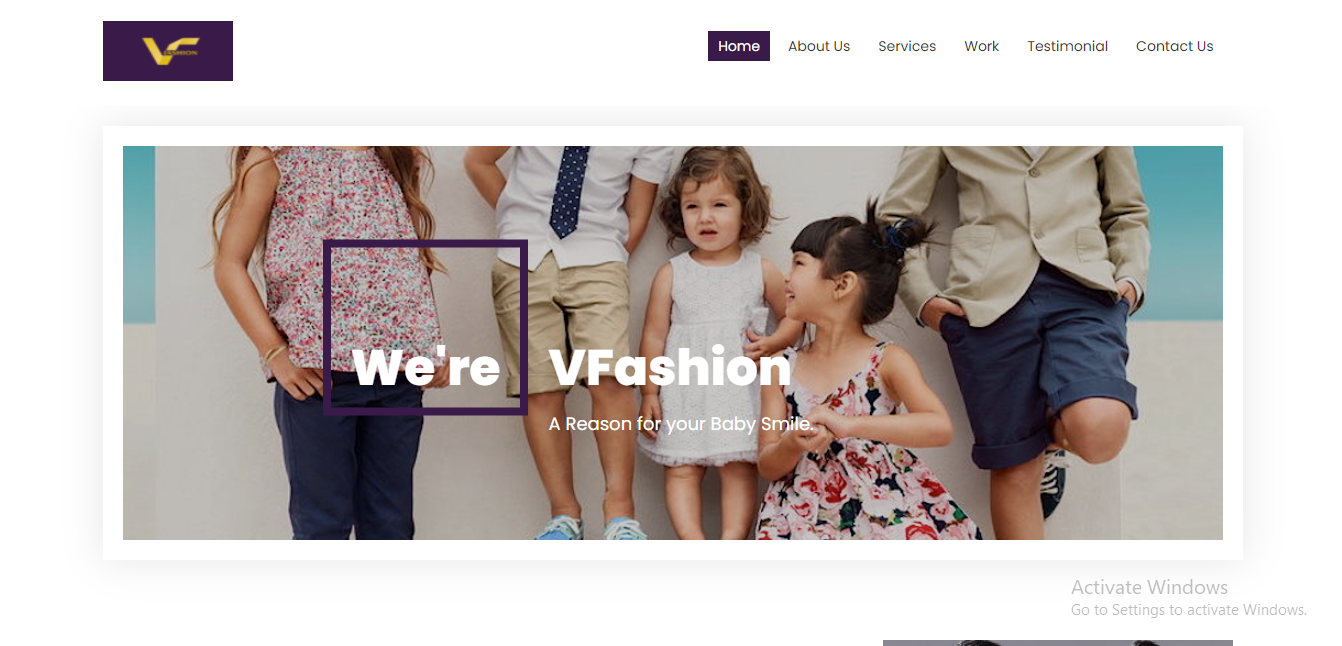 FASHION
Home About Us Services Work Testimonial Contact Us
We're VFashion
A Reason for your Baby Smile.
Activate Windows
Go to Settings to activate Windows.